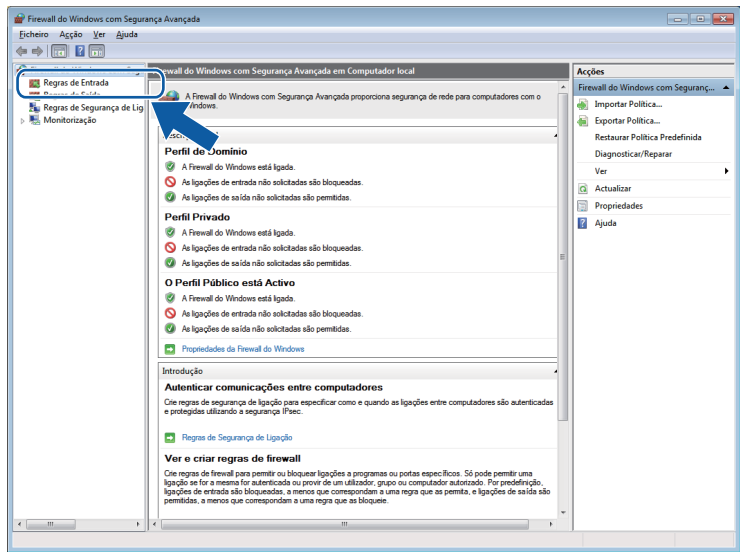 Firewall do Windows com Segurança Avançada
Ficheiro Acção Ver Ajuda
Regras de Entrada
Regras de Segurança de Lig
Monitorização
ewall do Windows com Segurança Avançada em Computador local
A Firewall do Windows com Segurança Avançada proporciona segurança de rede para computadores com o
Windows.
Perfil de Domínio
A Firewall do Windows está ligada.
As ligações de entrada não solicitadas são bloqueadas.
As ligações de saída não solicitadas são permitidas.
Perfil Privado
A Firewall do Windows está ligada.
As ligações de entrada não solicitadas são bloqueadas.
As ligações de saída não solicitadas são permitidas.
O Perfil Público está Activo
A Firewall do Windows está ligada.
As ligações de entrada não solicitadas são bloqueadas.
As ligações de saída não solicitadas são permitidas.
Propriedades da Firewall do Windows
Introdução
Autenticar comunicações entre computadores
Crie regras de segurança de ligação para especificar como e quando as ligações entre computadores são autenticadas
e protegidas utilizando a segurança IPsec.
Regras de Segurança de Ligação
Ver e criar regras de firewall
Crie regras de firewall para permitir ou bloquear ligações a programas ou portas específicos. Só pode permitir uma
ligação se for a mesma for autenticada ou provir de um utilizador, grupo ou computador autorizado. Por predefinição,
ligações de entrada são bloqueadas, a menos que correspondam a uma regra que as permita, e ligações de saída são
permitidas, a menos que correspondam a uma regra que as bloqueie.
Acções
Firewall do Windows com Seguranç...
Importar Política...
Exportar Política...
Restaurar Política Predefinida
Diagnosticar/Reparar
Ver
Actualizar
Propriedades
Ajuda